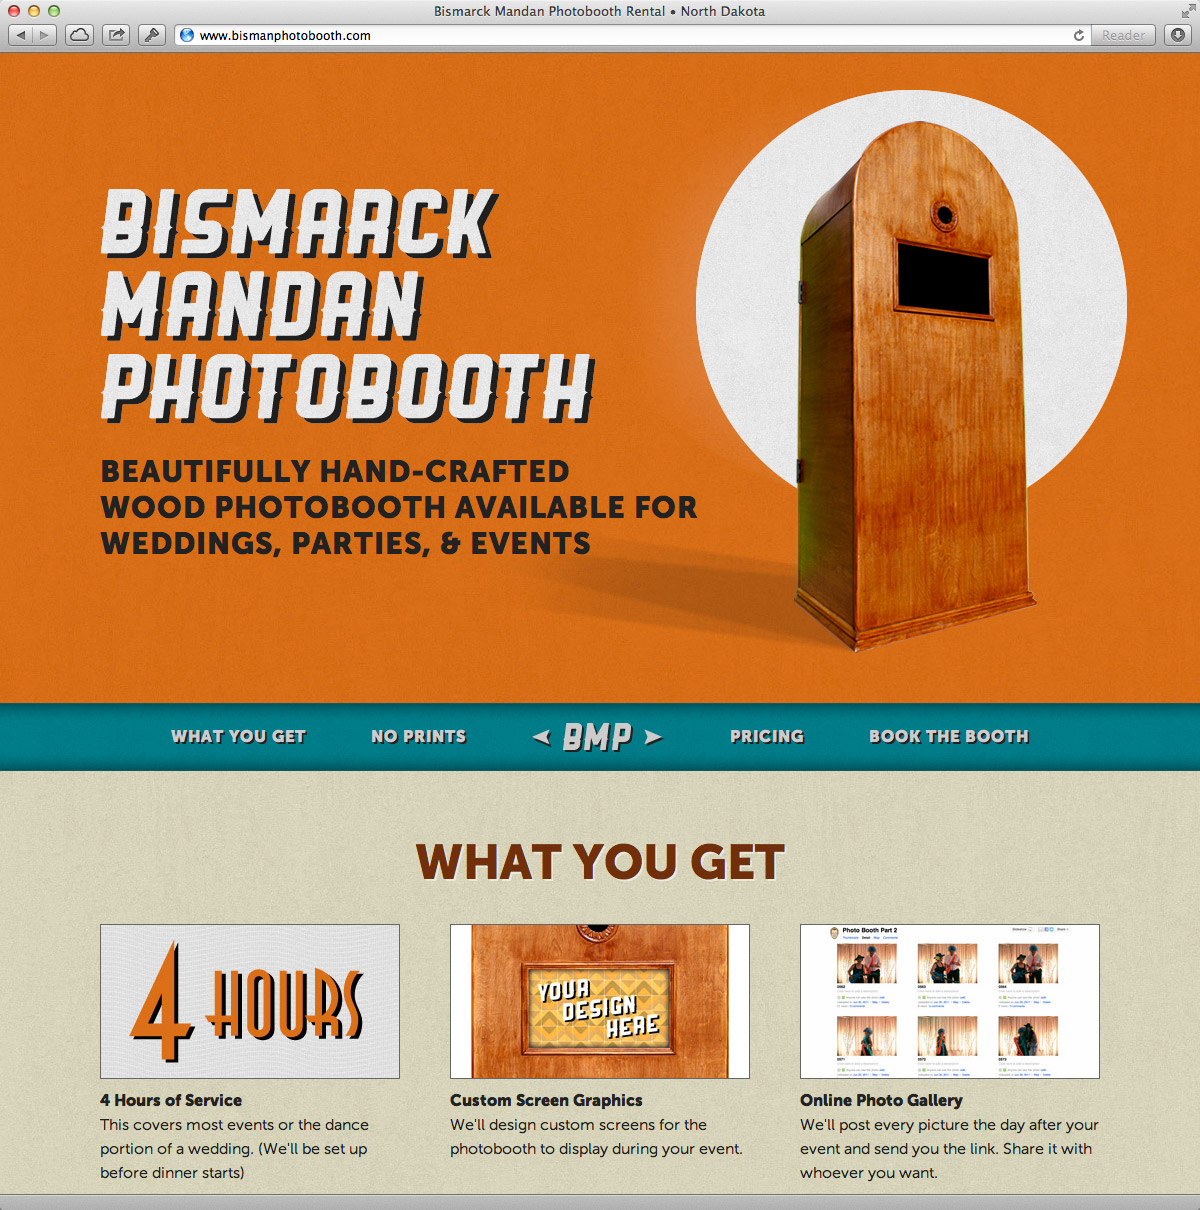 Bismarck Mandan Photobooth Rental • North Dakota
www.bismanphotobooth.com
Reader
BISMARCK
MANDAN
PHOTOBOOTH
BEAUTIFULLY HAND-CRAFTED
WOOD PHOTOBOOTH AVAILABLE FOR
WEDDINGS, PARTIES, & EVENTS
WHAT YOU GET
NO PRINTS
BMP
PRICING
BOOK THE BOOTH
WHAT YOU GET
4 HOURS
YOUR
DESIGN
HERE
Photo Booth Part 2
4 Hours of Service
This covers most events or the dance
portion of a wedding. (We'll be set up
before dinner starts)
Custom Screen Graphics
We'll design custom screens for the
photobooth to display during your event.
Online Photo Gallery
We'll post every picture the day after your
event and send you the link. Share it with
whoever you want.